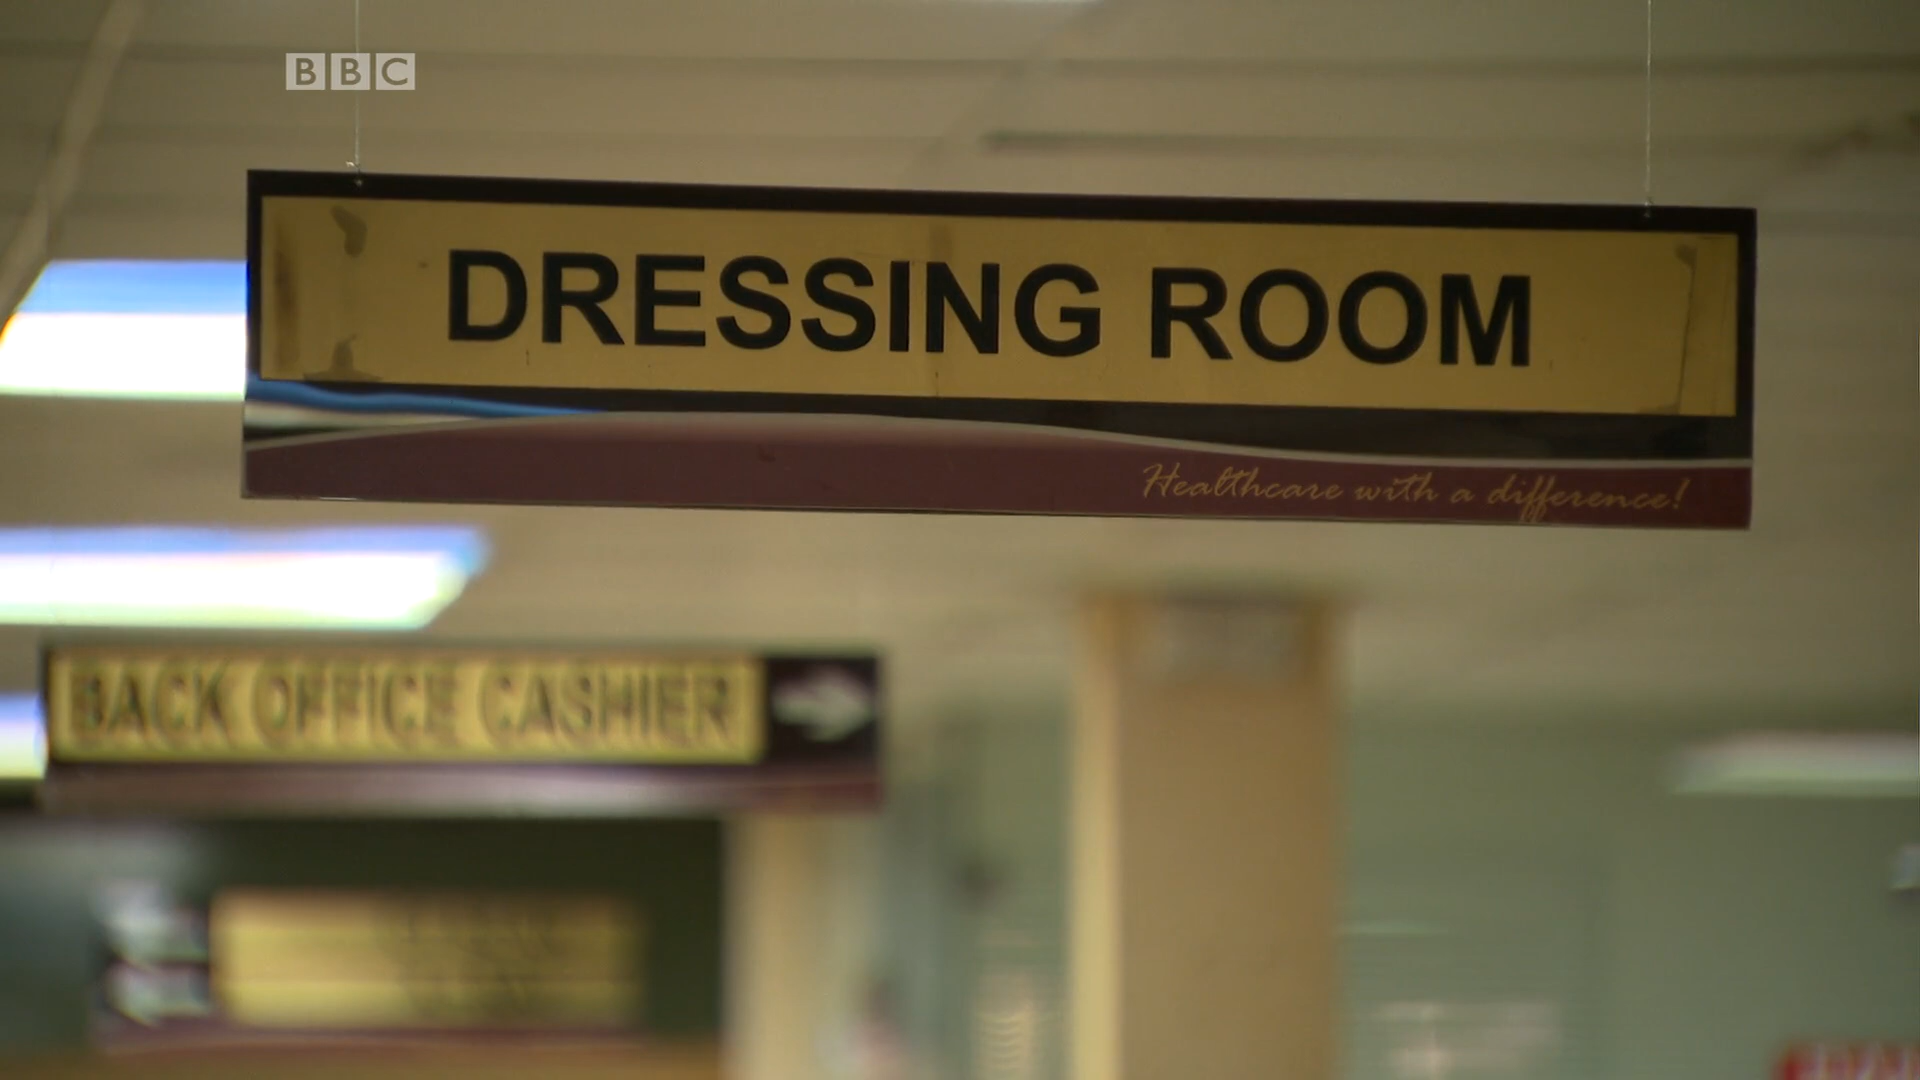 BBC
DRESSING ROOM
Healthcare with a difference!
BACK OFFICE CASHIER